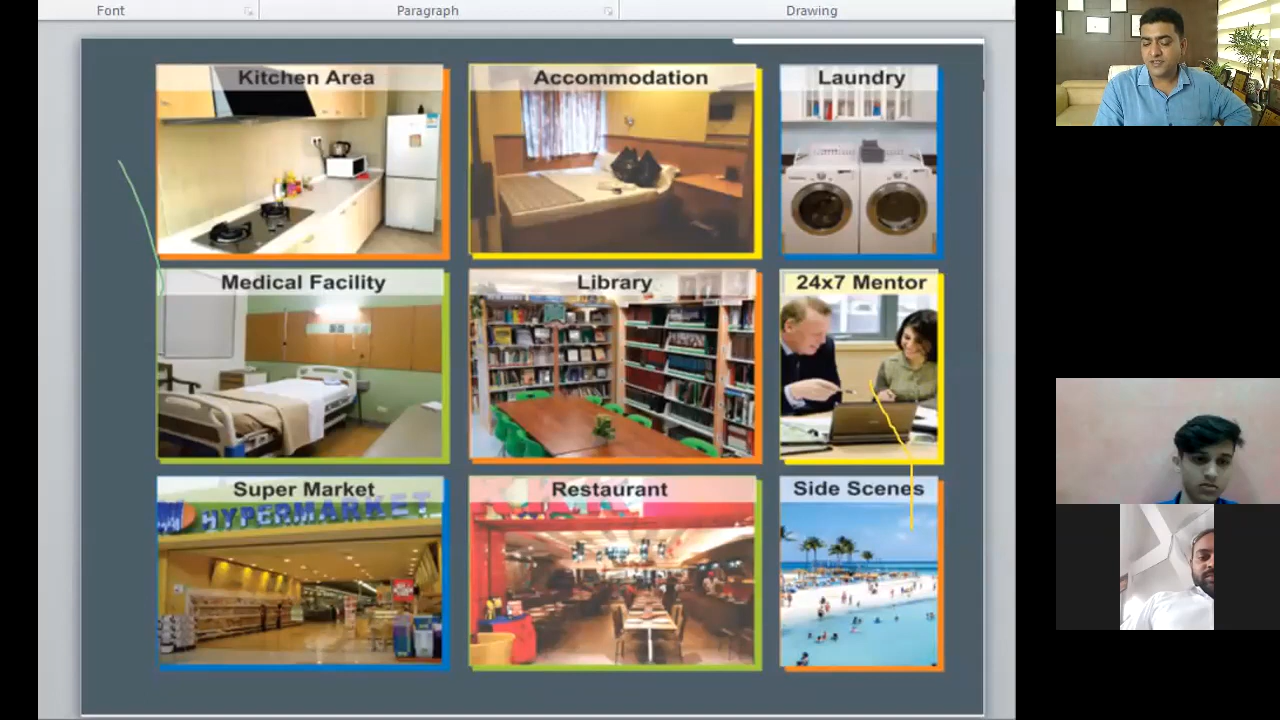 Font Paragraph Drawing
Kitchen Area Accommodation Laundry
Medical Facility Library 24x7 Mentor
Super Market Restaurant Side Scenes
HYPERMARKET